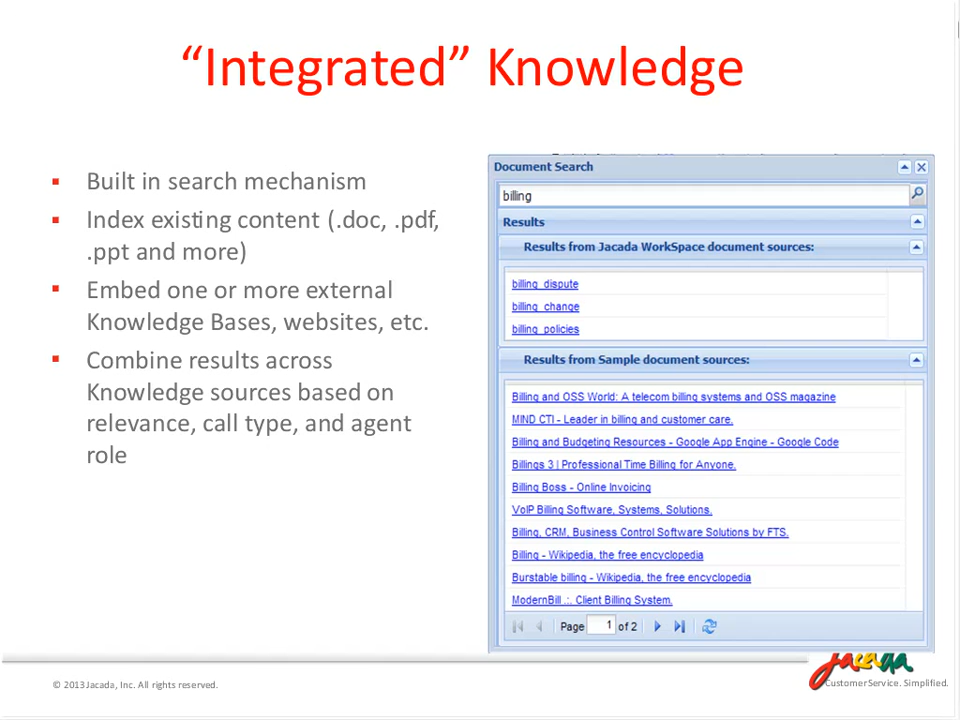 “Integrated” Knowledge
▪ Built in search mechanism
▪ Index existing content (.doc, .pdf,
.ppt and more)
▪ Embed one or more external
Knowledge Bases, websites, etc.
▪ Combine results across
Knowledge sources based on
relevance, call type, and agent
role
Document Search
billing
Results
Results from Jacada WorkSpace document sources:
billing_dispute
billing_change
billing_policies
Results from Sample document sources:
Billing and OSS World: A telecom billing systems and OSS magazine
MIND CTI - Leader in billing and customer care.
Billing and Budgeting Resources - Google App Engine - Google Code
Billings 3 | Professional Time Billing for Anyone.
Billing Boss - Online Invoicing
VoIP Billing Software, Systems, Solutions.
Billing, CRM, Business Control Software Solutions by FTS.
Billing - Wikipedia, the free encyclopedia
Burstable billing - Wikipedia, the free encyclopedia
ModernBill .:. Client Billing System.
Page 1 of 2
© 2013 Jacada, Inc. All rights reserved.
Jacada
CustomerService. Simplified.